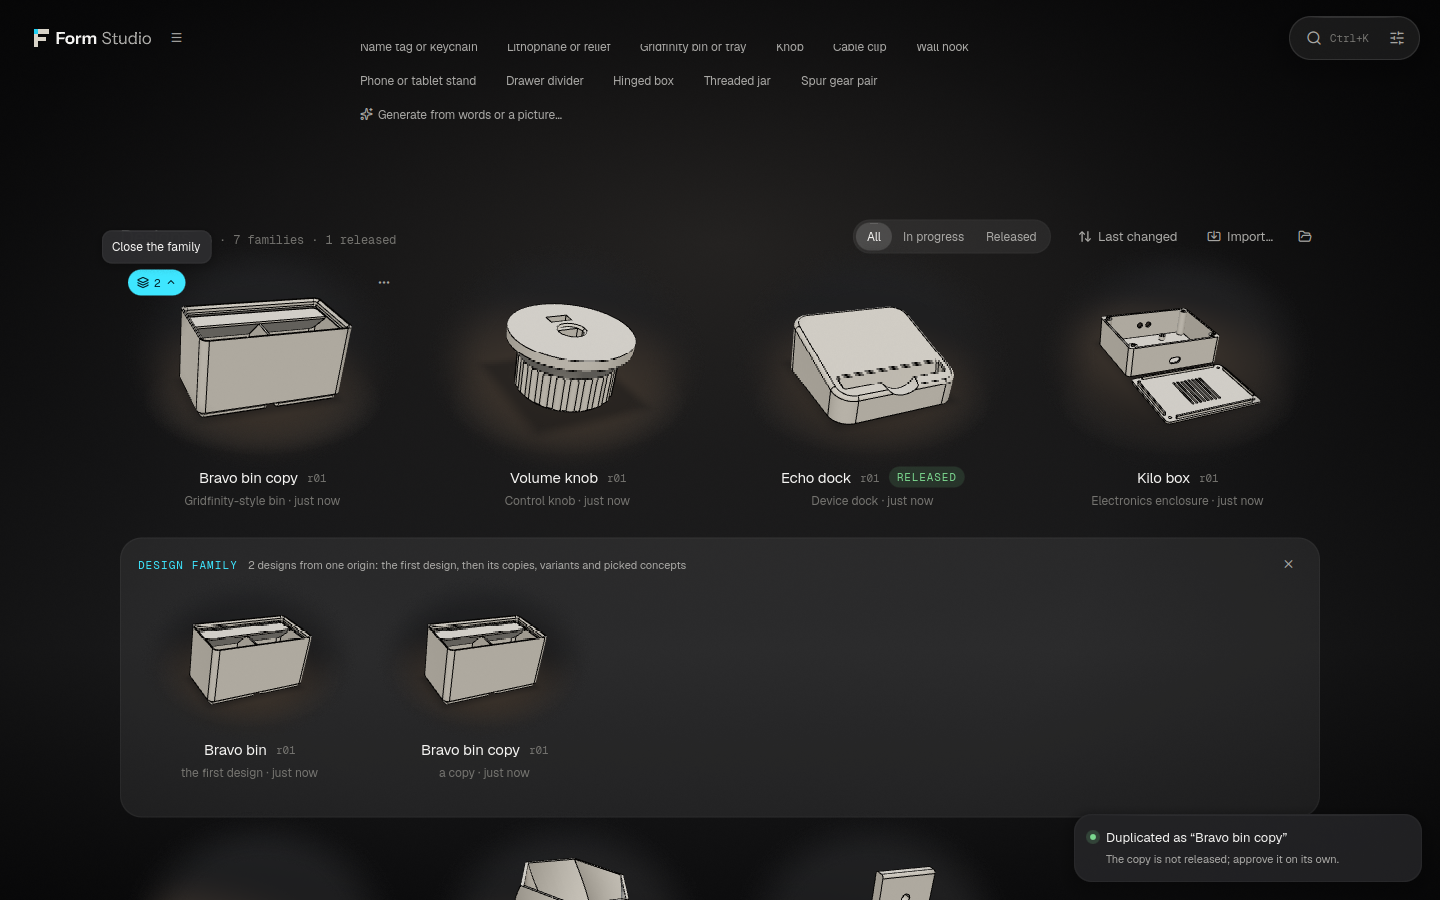 Form Studio
Ctrl+K
Name tag or keychain Lithophane or relief Gridfinity bin or tray Knob Cable clip Wall hook
Phone or tablet stand Drawer divider Hinged box Threaded jar Spur gear pair
Generate from words or a picture…
Close the family
· 7 families · 1 released
All In progress Released Last changed Import…
2
Bravo bin copy r01
Gridfinity-style bin · just now
Volume knob r01
Control knob · just now
Echo dock r01 RELEASED
Device dock · just now
Kilo box r01
Electronics enclosure · just now
DESIGN FAMILY 2 designs from one origin: the first design, then its copies, variants and picked concepts
Bravo bin r01
the first design · just now
Bravo bin copy r01
a copy · just now
Duplicated as “Bravo bin copy”
The copy is not released; approve it on its own.